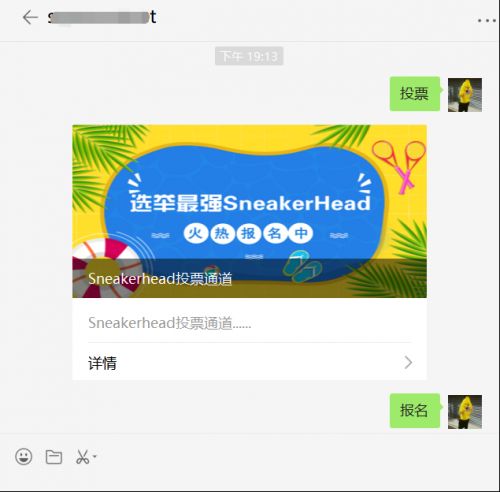 下午 19:13
投票
选举最强SneakerHead
火热报名中
Sneakerhead投票通道
Sneakerhead投票通道......
详情
报名